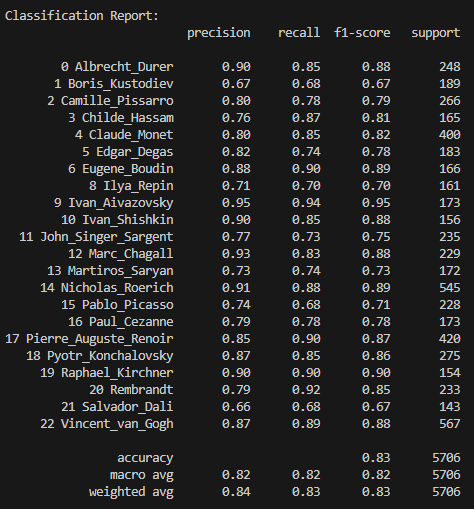 Classification Report:
precision recall f1-score support
0 Albrecht_Durer 0.90 0.85 0.88 248
1 Boris_Kustodiev 0.67 0.68 0.67 189
2 Camille_Pissarro 0.80 0.78 0.79 266
3 Childe_Hassam 0.76 0.87 0.81 165
4 Claude_Monet 0.80 0.85 0.82 400
5 Edgar_Degas 0.82 0.74 0.78 183
6 Eugene_Boudin 0.88 0.90 0.89 166
8 Ilya_Repin 0.71 0.70 0.70 161
9 Ivan_Aivazovsky 0.95 0.94 0.95 173
10 Ivan_Shishkin 0.90 0.85 0.88 156
11 John_Singer_Sargent 0.77 0.73 0.75 235
12 Marc_Chagall 0.93 0.83 0.88 229
13 Martiros_Saryan 0.73 0.74 0.73 172
14 Nicholas_Roerich 0.91 0.88 0.89 545
15 Pablo_Picasso 0.74 0.68 0.71 228
16 Paul_Cezanne 0.79 0.78 0.78 173
17 Pierre_Auguste_Renoir 0.85 0.90 0.87 420
18 Pyotr_Konchalovsky 0.87 0.85 0.86 275
19 Raphael_Kirchner 0.90 0.90 0.90 154
20 Rembrandt 0.79 0.92 0.85 233
21 Salvador_Dali 0.66 0.68 0.67 143
22 Vincent_van_Gogh 0.87 0.89 0.88 567
accuracy 0.83 5706
macro avg 0.82 0.82 0.82 5706
weighted avg 0.84 0.83 0.83 5706